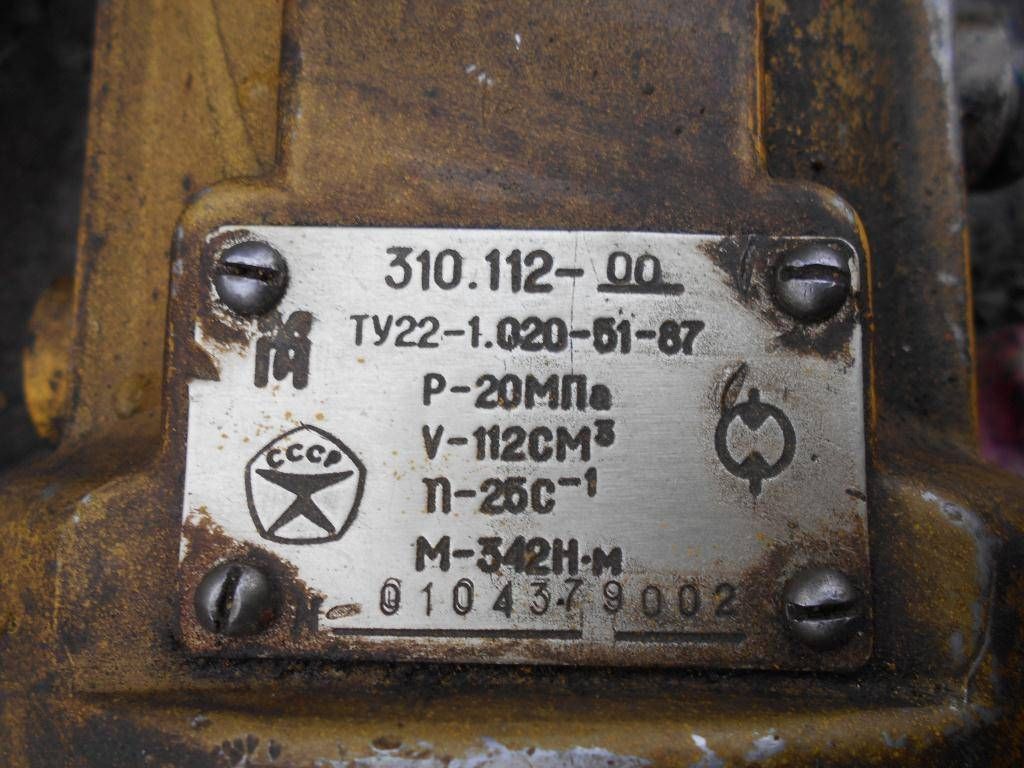 310.112-00
ТУ22-1.020-51-87
Р-20МПа
V-112СМ³
СССР
П-25С⁻¹
М-342Н·м
0104379002